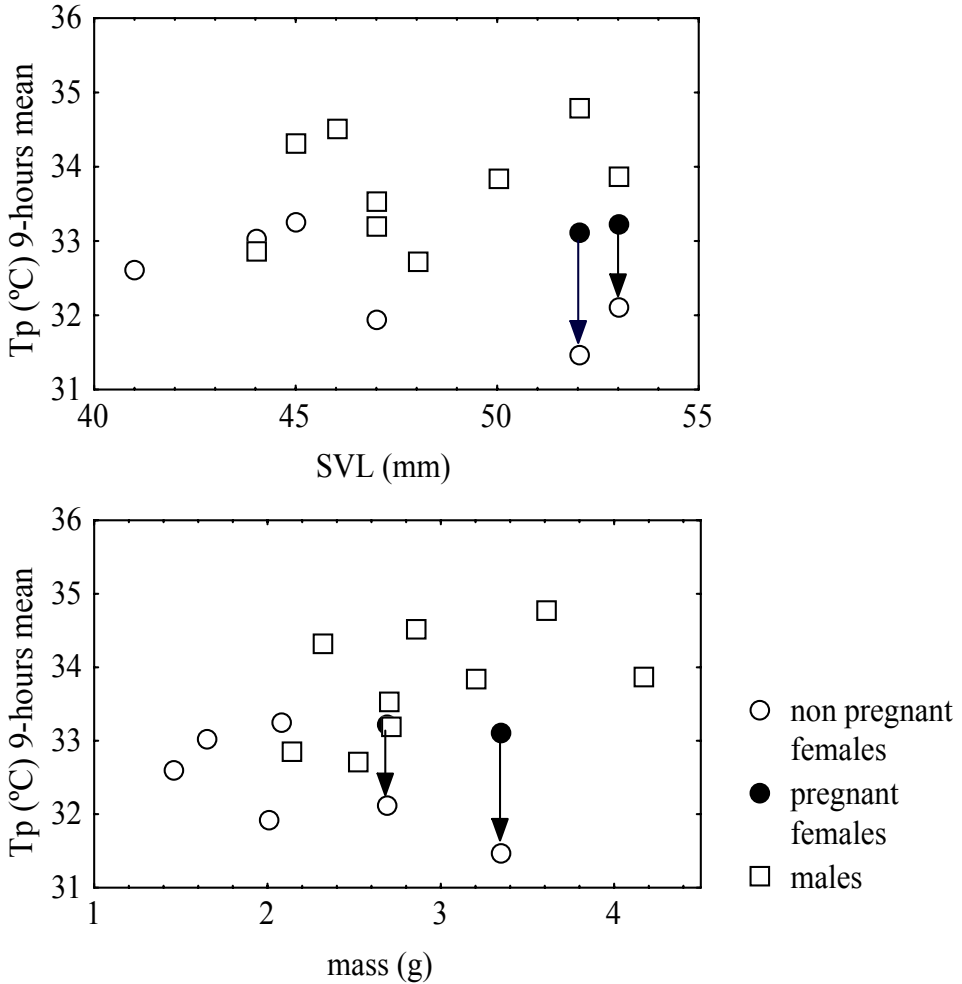 36
35
34
33
32
31
Tp (ºC) 9-hours mean
40 45 50 55
SVL (mm)
36
35
34
33
32
31
Tp (ºC) 9-hours mean
1 2 3 4
mass (g)
non pregnant
females
pregnant
females
males